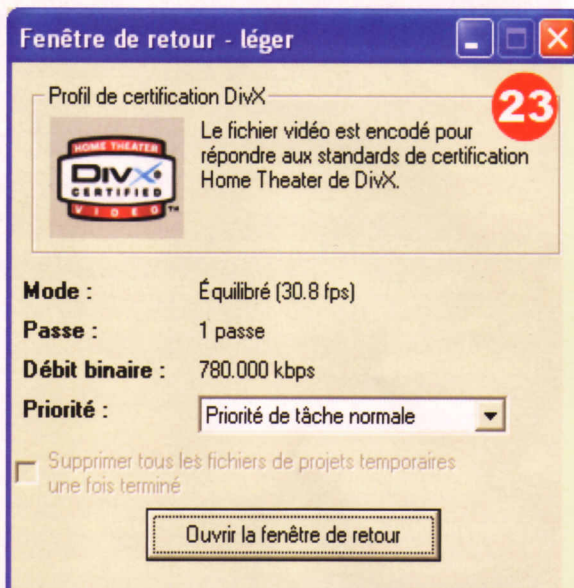 Fenêtre de retour - léger
Profil de certification DivX
23
HOME THEATER
DivX
CERTIFIED
VIDEO
TM
Le fichier vidéo est encodé pour
répondre aux standards de certification
Home Theater de DivX.
Mode : Équilibré (30.8 fps)
Passe : 1 passe
Débit binaire : 780.000 kbps
Priorité : Priorité de tâche normale
Supprimer tous les fichiers de projets temporaires
une fois terminé
Ouvrir la fenêtre de retour